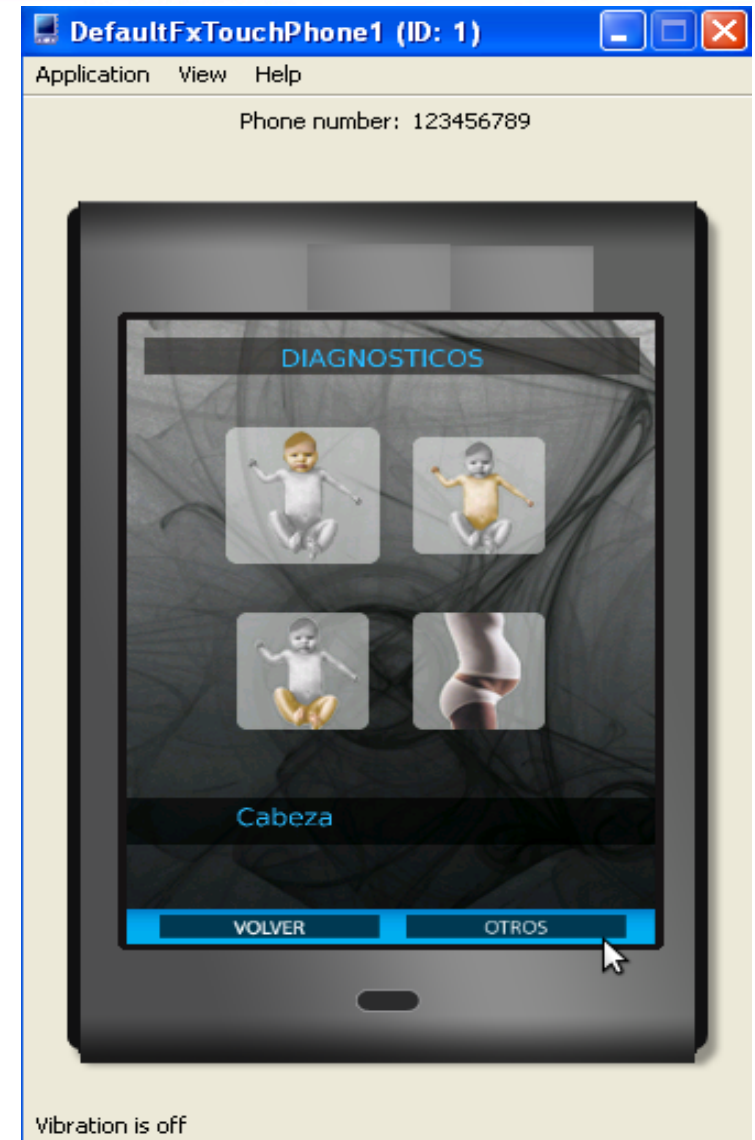 DefaultFxTouchPhone1 (ID: 1)
Application View Help
Phone number: 123456789
DIAGNOSTICOS
Cabeza
VOLVER OTROS
Vibration is off